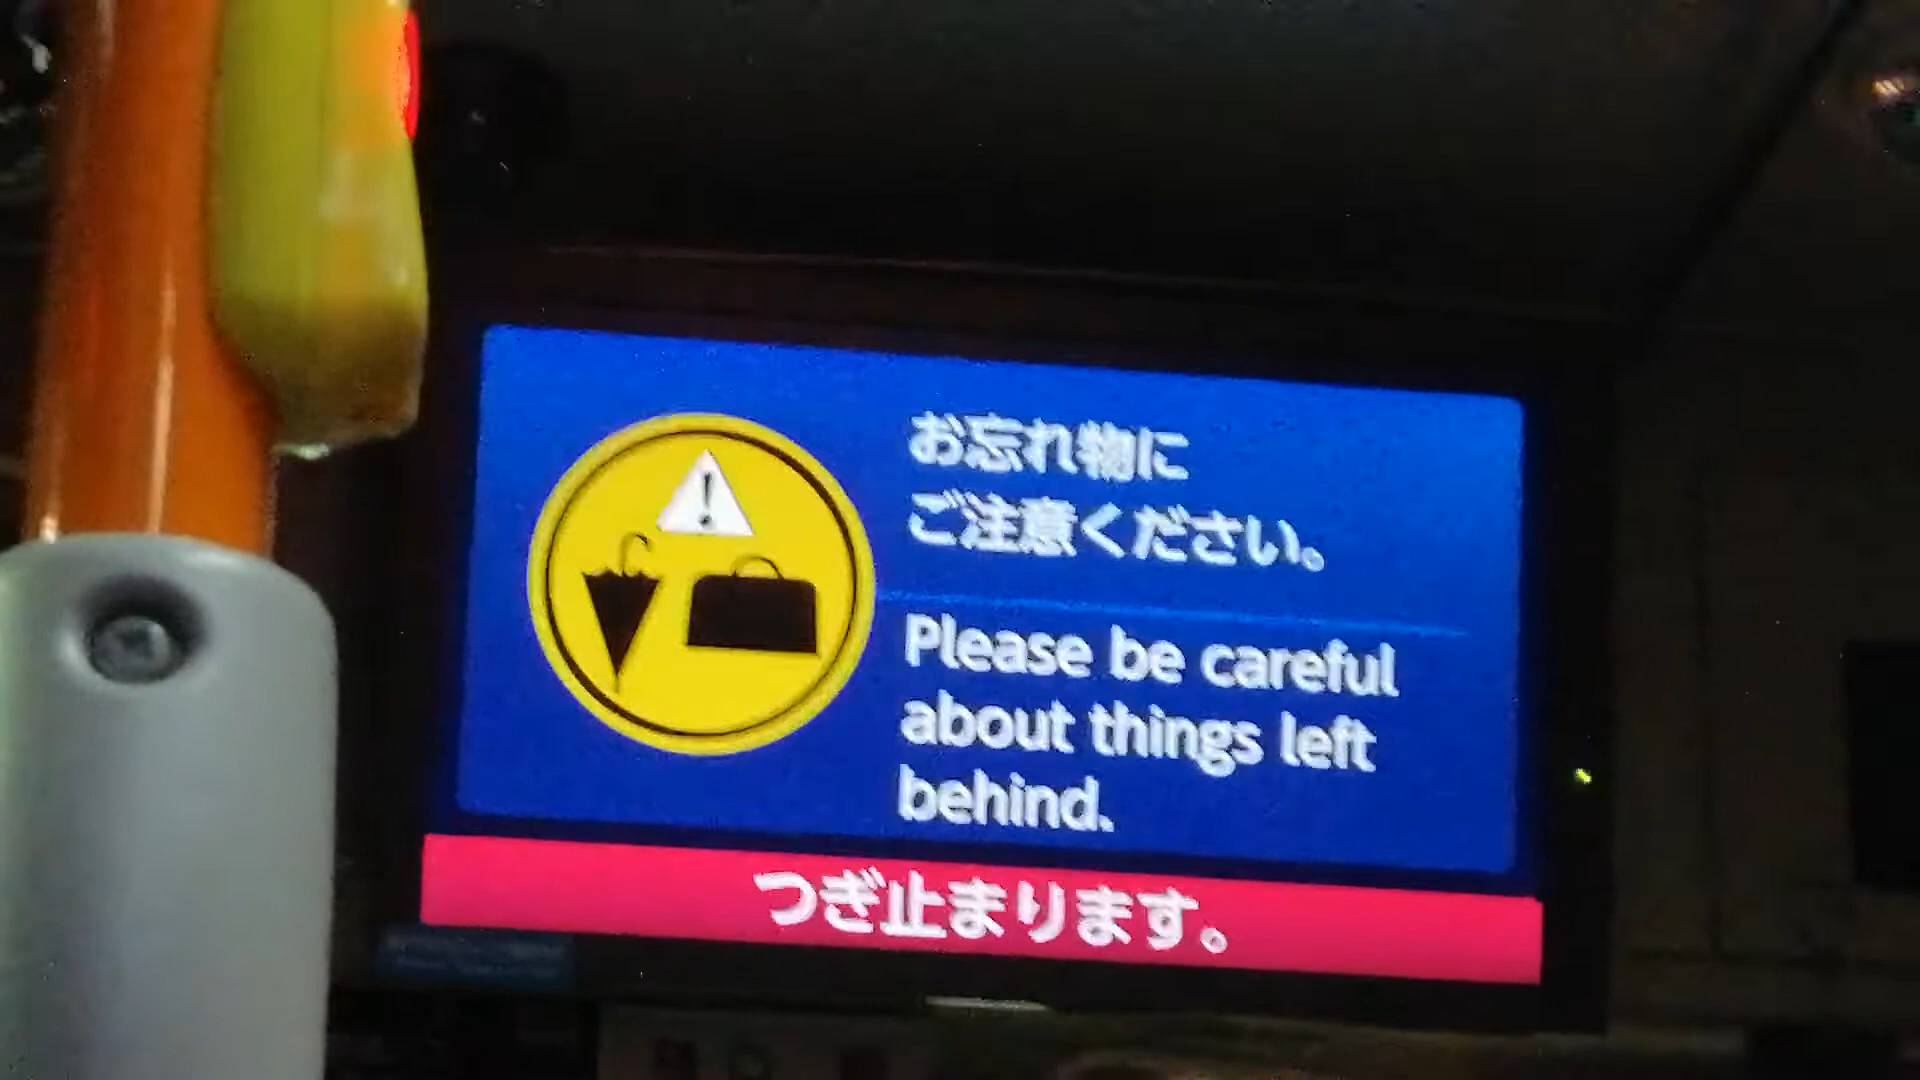 お忘れ物に
ご注意ください。
Please be careful
about things left
behind.
つぎ止まります。